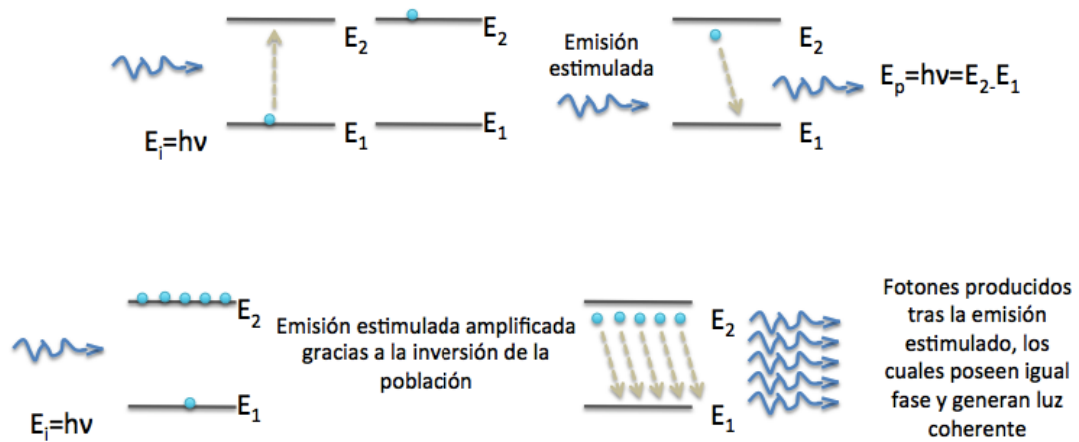 E₂
E₂
E₁
E₁
Eᵢ=hν
Emisión
estimulada
E₂
E₁
Eₚ=hν=E₂-E₁
E₂
E₁
Eᵢ=hν
Emisión estimulada amplificada
gracias a la inversión de la
población
E₂
E₁
Fotones producidos
tras la emisión
estimulado, los
cuales poseen igual
fase y generan luz
coherente